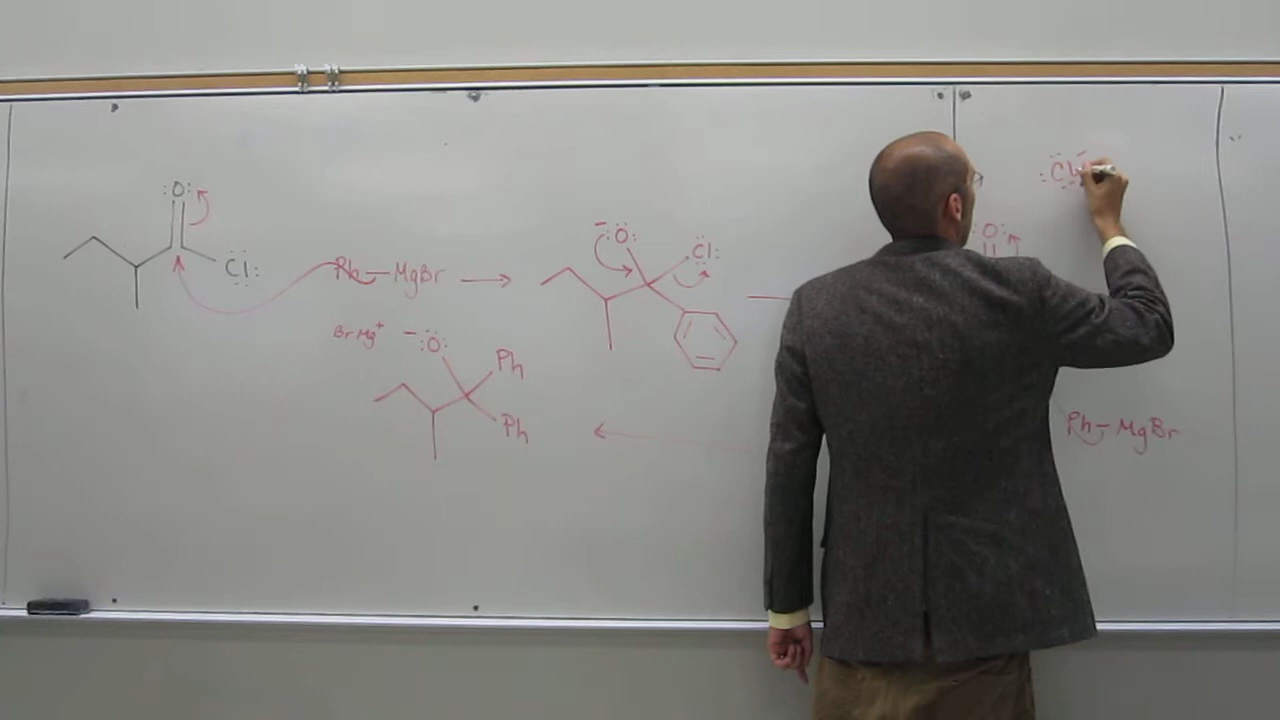 :O:
Cl:
Ph—MgBr →
−:O:
Cl:
:O:
:Cl −
BrMg+
−:O:
Ph
Ph
←
Ph—MgBr